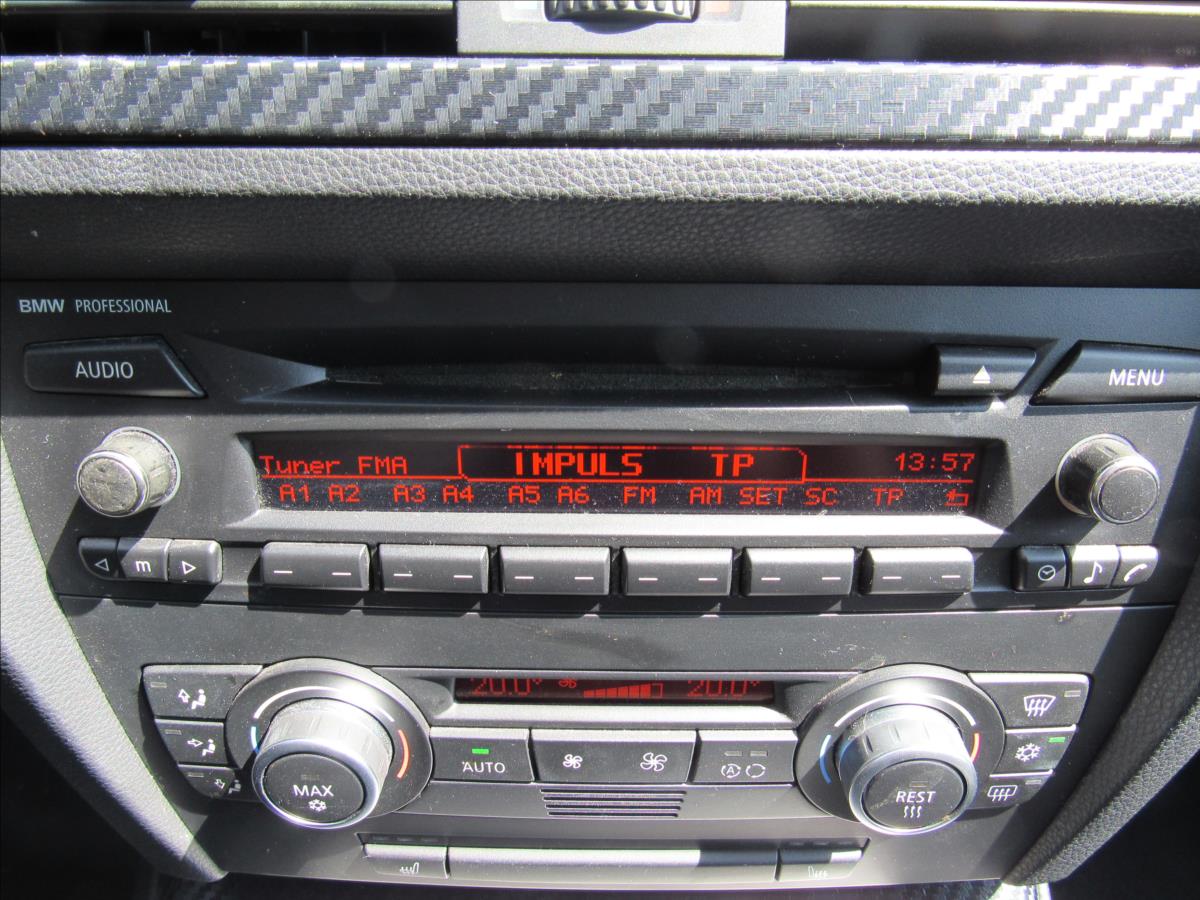 BMW PROFESSIONAL
AUDIO
MENU
Tuner FMA IMPULS TP 13:57
A1 A2 A3 A4 A5 A6 FM AM SET SC TP
m
20.0° 20.0°
AUTO
A
MAX
REST